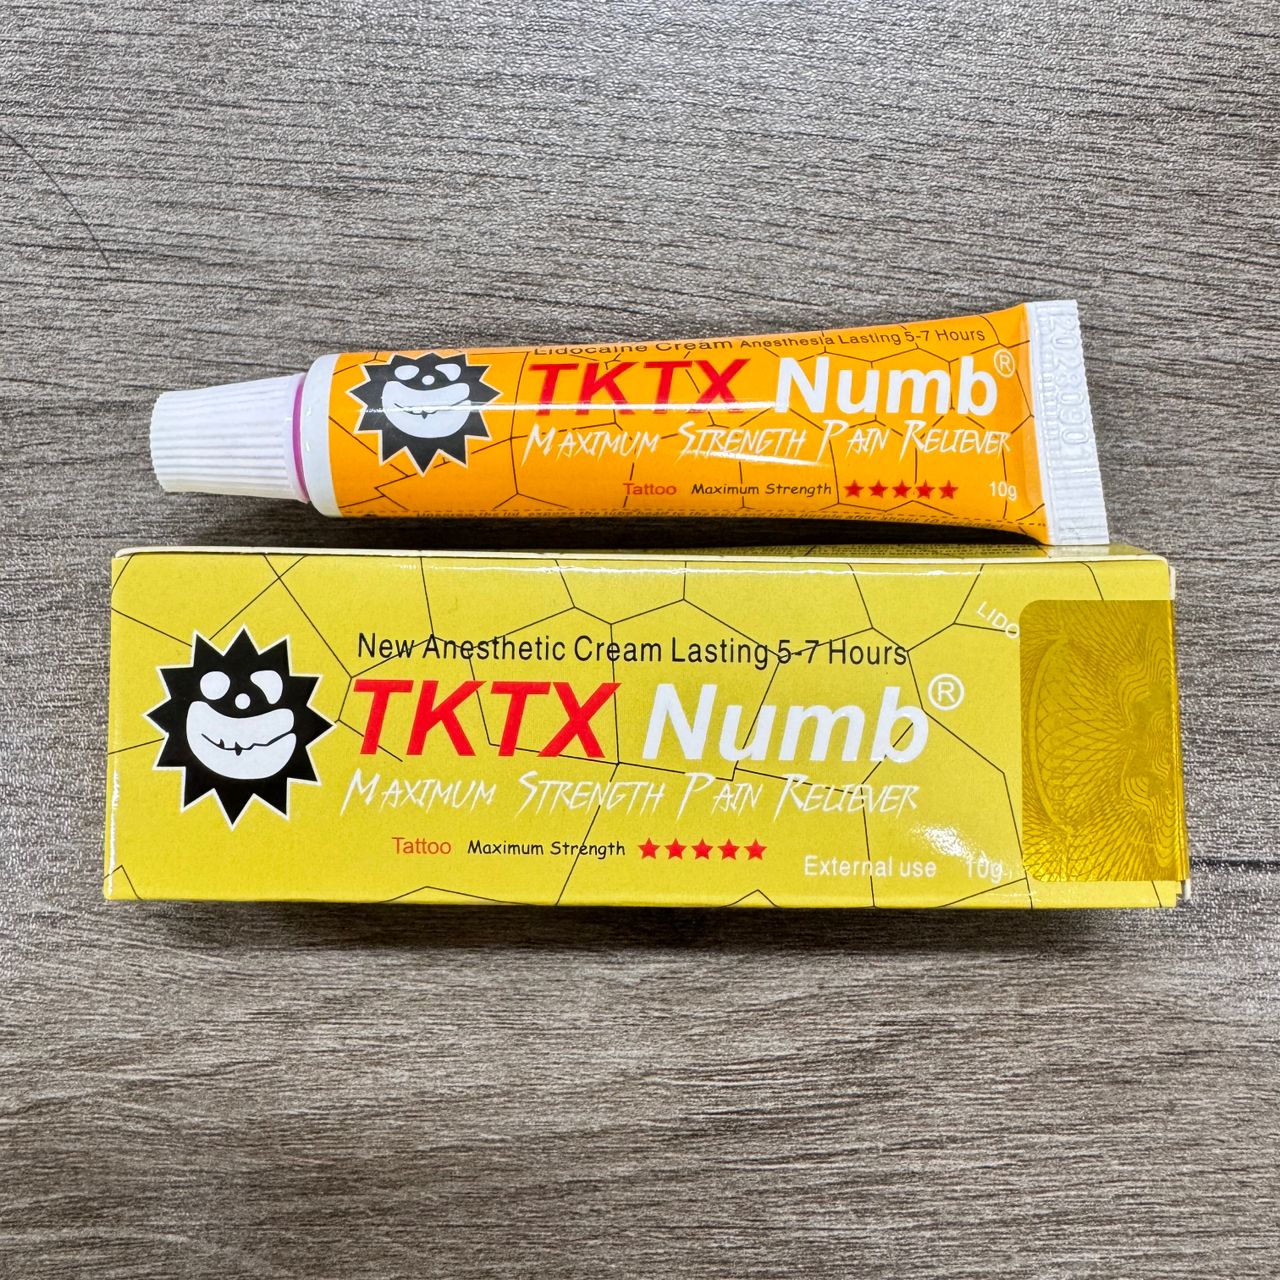 Lidocaine Cream Anesthesia Lasting 5-7 Hours
TKTX Numb®
MAXIMUM STRENGTH PAIN RELIEVER
Tattoo Maximum Strength ★★★★★ 10g
New Anesthetic Cream Lasting 5-7 Hours
LIDO
TKTX Numb®
MAXIMUM STRENGTH PAIN RELIEVER
Tattoo Maximum Strength ★★★★★
External use 10g